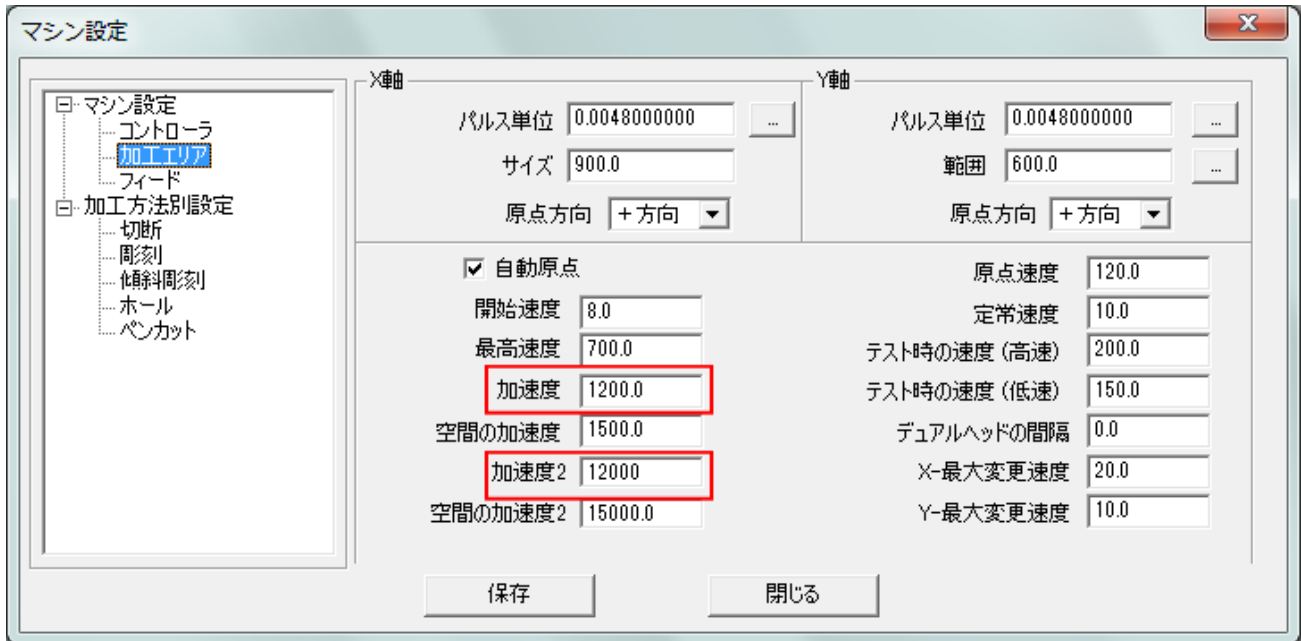 マシン設定
マシン設定
コントローラ
加工エリア
フィード
加工方法別設定
切断
彫刻
傾斜彫刻
ホール
ペンカット
X軸
パルス単位 0.0048000000 ...
サイズ 900.0
原点方向 +方向
Y軸
パルス単位 0.0048000000 ...
範囲 600.0 ...
原点方向 +方向
自動原点
開始速度 8.0
最高速度 700.0
加速度 1200.0
空間の加速度 1500.0
加速度2 12000
空間の加速度2 15000.0
原点速度 120.0
定常速度 10.0
テスト時の速度 (高速) 200.0
テスト時の速度 (低速) 150.0
デュアルヘッドの間隔 0.0
X-最大変更速度 20.0
Y-最大変更速度 10.0
保存
閉じる